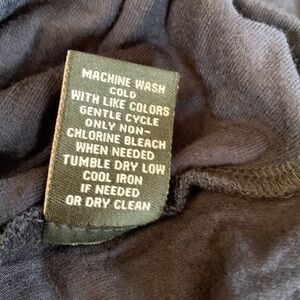 MACHINE WASH
COLD
WITH LIKE COLORS
GENTLE CYCLE
ONLY NON-
CHLORINE BLEACH
WHEN NEEDED
TUMBLE DRY LOW
COOL IRON
IF NEEDED
OR DRY CLEAN